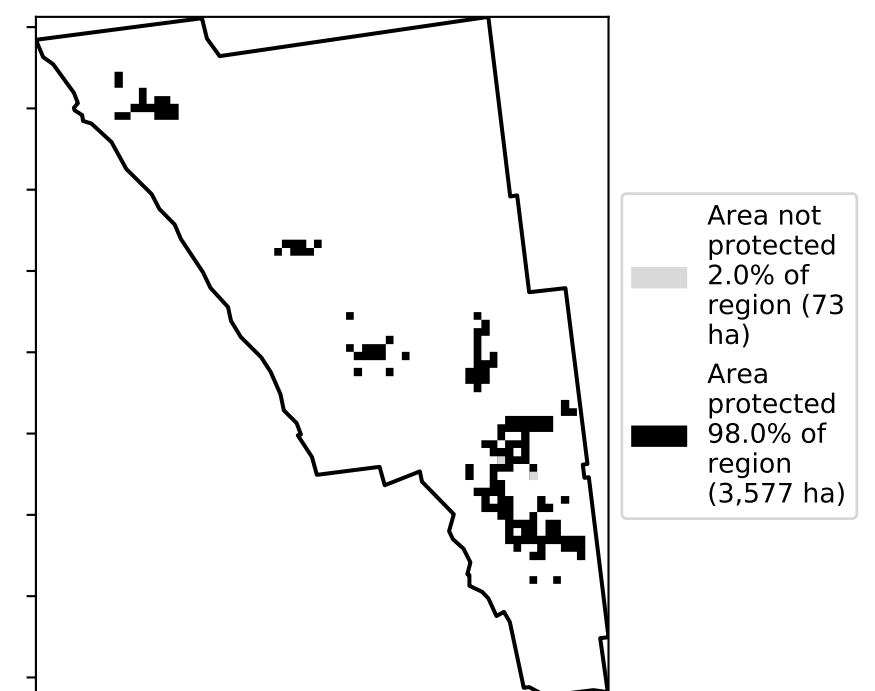 Area not
protected
2.0% of
region (73
ha)
Area
protected
98.0% of
region
(3,577 ha)